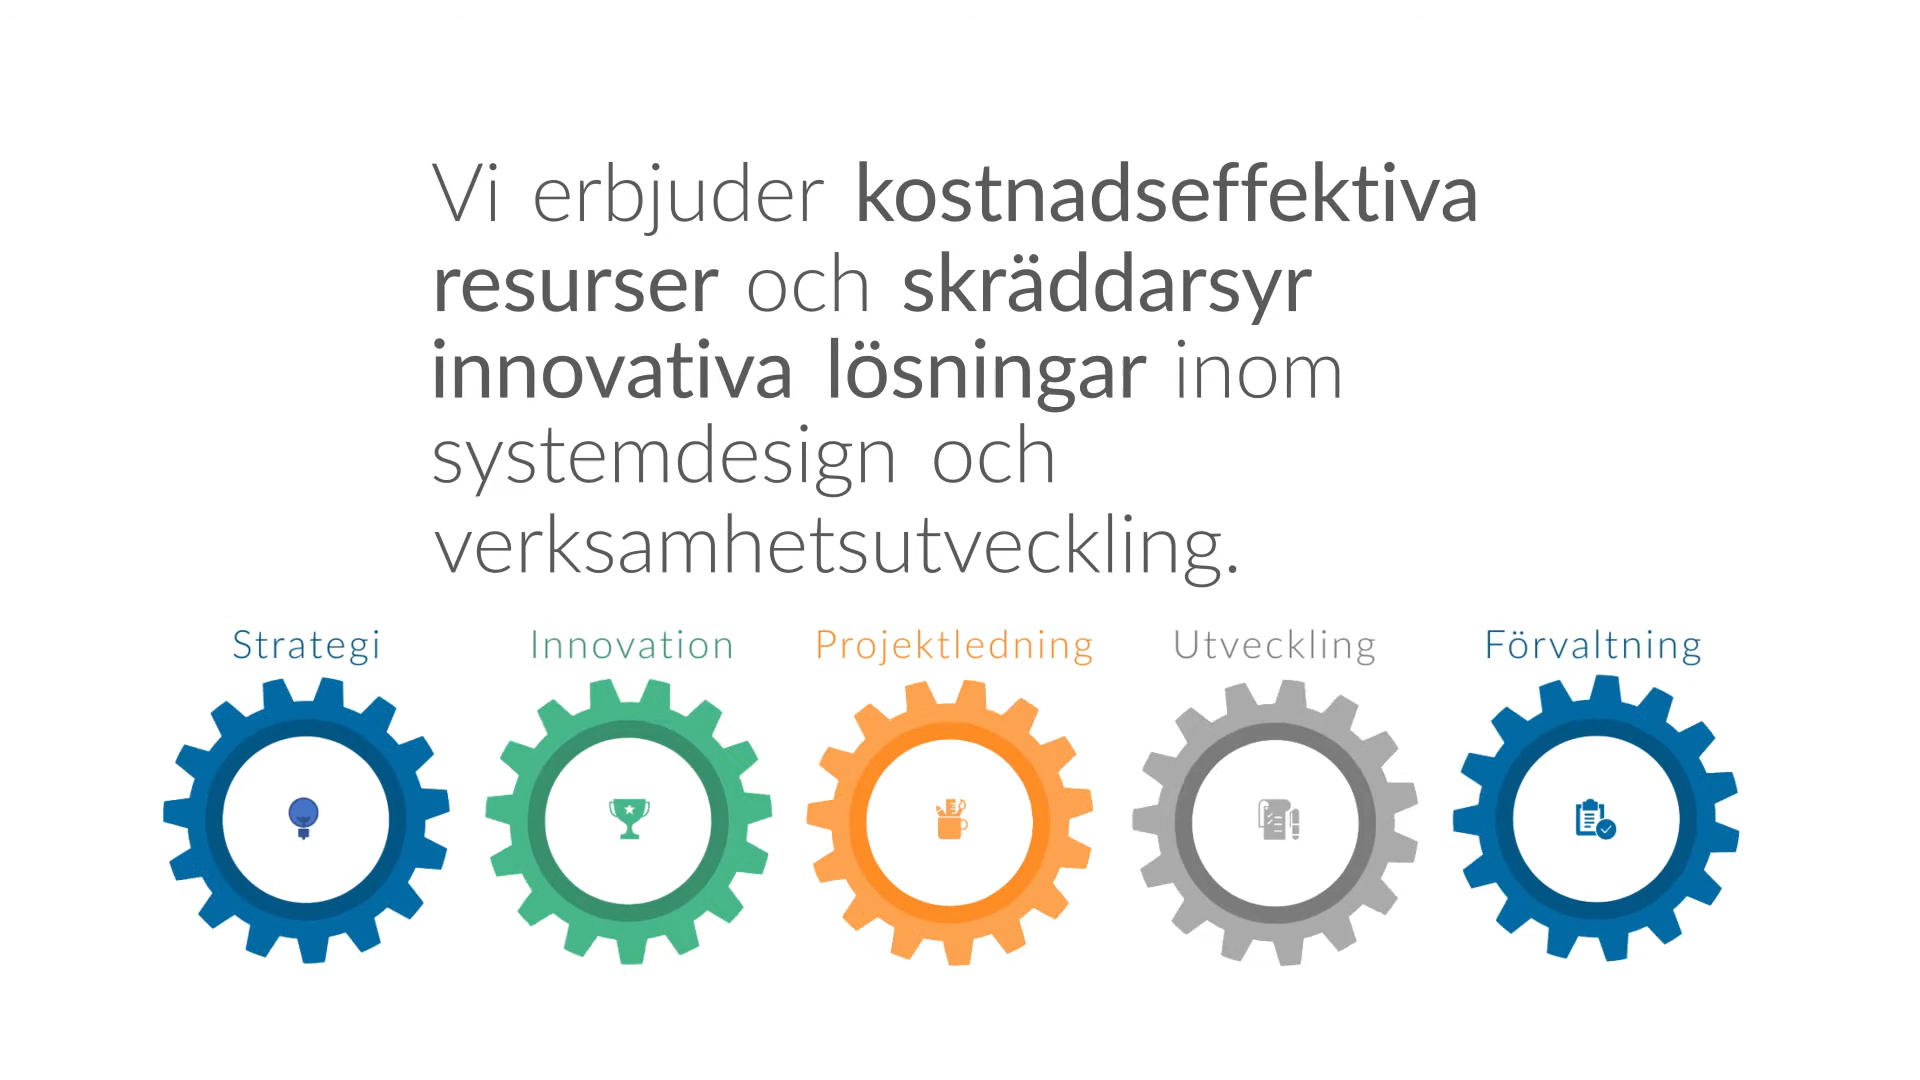 Vi erbjuder kostnadseffektiva
resurser och skräddarsyr
innovativa lösningar inom
systemdesign och
verksamhetsutveckling.
Strategi
Innovation
Projektledning
Utveckling
Förvaltning